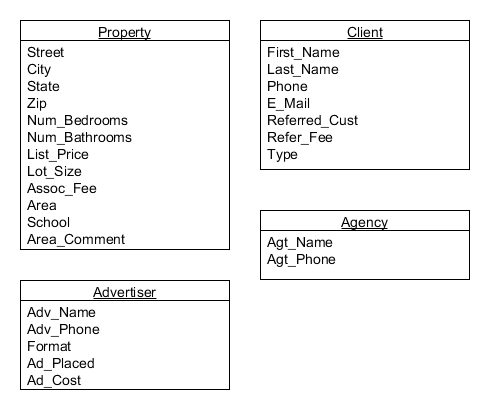 Property
Street
City
State
Zip
Num_Bedrooms
Num_Bathrooms
List_Price
Lot_Size
Assoc_Fee
Area
School
Area_Comment
Client
First_Name
Last_Name
Phone
E_Mail
Referred_Cust
Refer_Fee
Type
Agency
Agt_Name
Agt_Phone
Advertiser
Adv_Name
Adv_Phone
Format
Ad_Placed
Ad_Cost